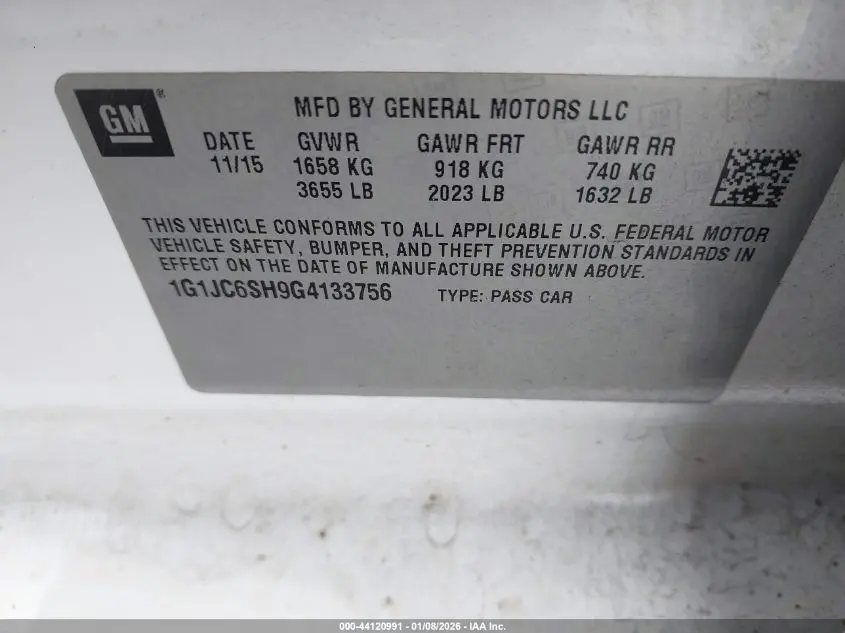 GM®
MFD BY GENERAL MOTORS LLC
DATE GVWR GAWR FRT GAWR RR
11/15 1658 KG 918 KG 740 KG
3655 LB 2023 LB 1632 LB
THIS VEHICLE CONFORMS TO ALL APPLICABLE U.S. FEDERAL MOTOR
VEHICLE SAFETY, BUMPER, AND THEFT PREVENTION STANDARDS IN
EFFECT ON THE DATE OF MANUFACTURE SHOWN ABOVE.
1G1JC6SH9G4133756 TYPE: PASS CAR
000-44120991 - 01/08/2026 - IAA Inc.